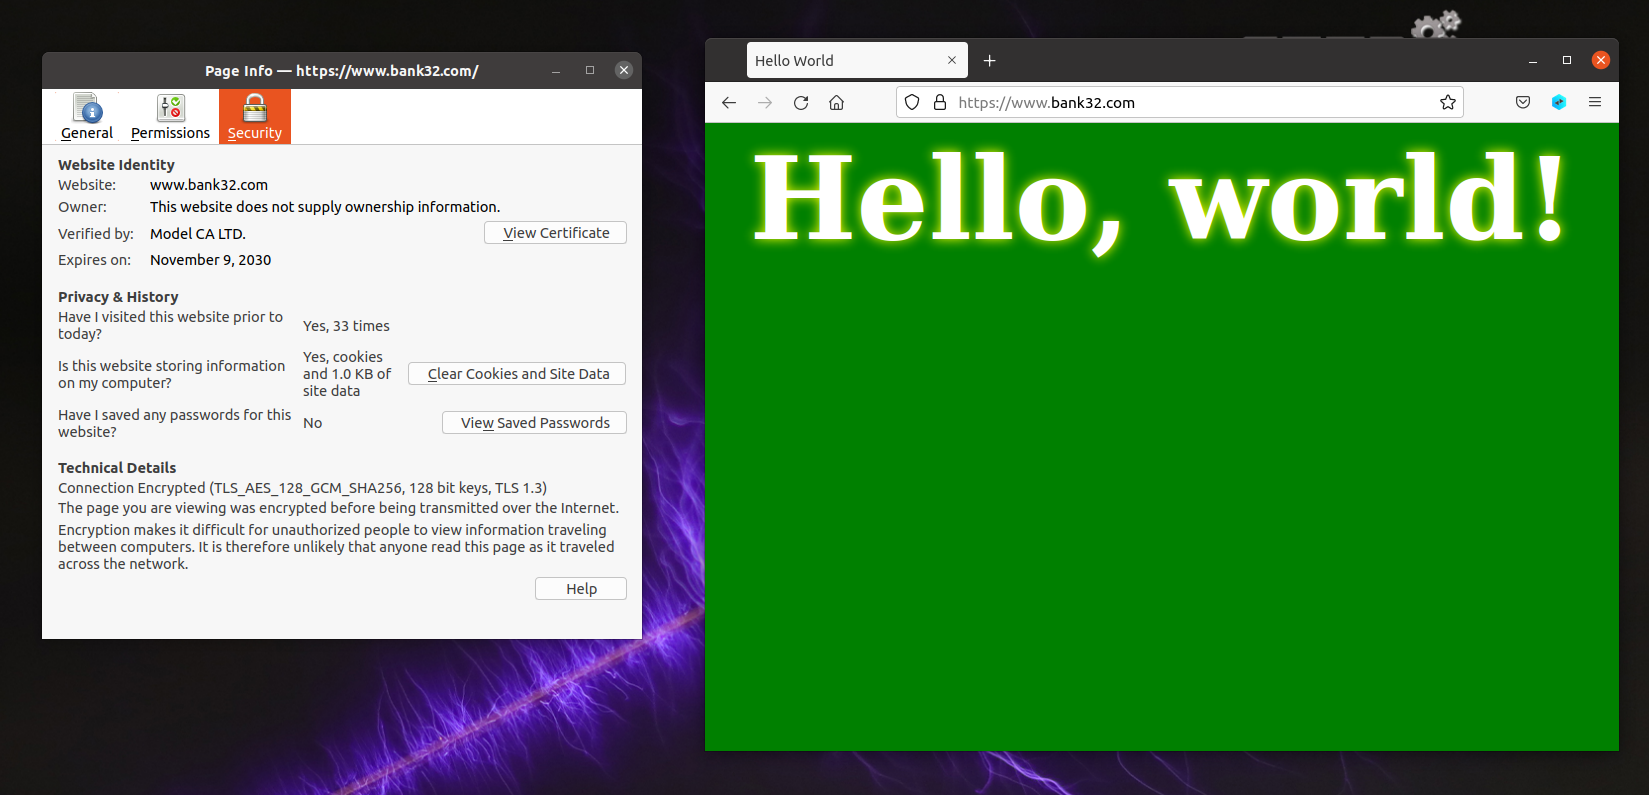 Page Info — https://www.bank32.com/
General Permissions Security
Website Identity
Website: www.bank32.com
Owner: This website does not supply ownership information.
Verified by: Model CA LTD. View Certificate
Expires on: November 9, 2030
Privacy & History
Have I visited this website prior to
today?
Yes, 33 times
Is this website storing information
on my computer?
Yes, cookies
and 1.0 KB of
site data
Clear Cookies and Site Data
Have I saved any passwords for this
website?
No
View Saved Passwords
Technical Details
Connection Encrypted (TLS_AES_128_GCM_SHA256, 128 bit keys, TLS 1.3)
The page you are viewing was encrypted before being transmitted over the Internet.
Encryption makes it difficult for unauthorized people to view information traveling
between computers. It is therefore unlikely that anyone read this page as it traveled
across the network.
Help
Hello World
https://www.bank32.com
Hello, world!